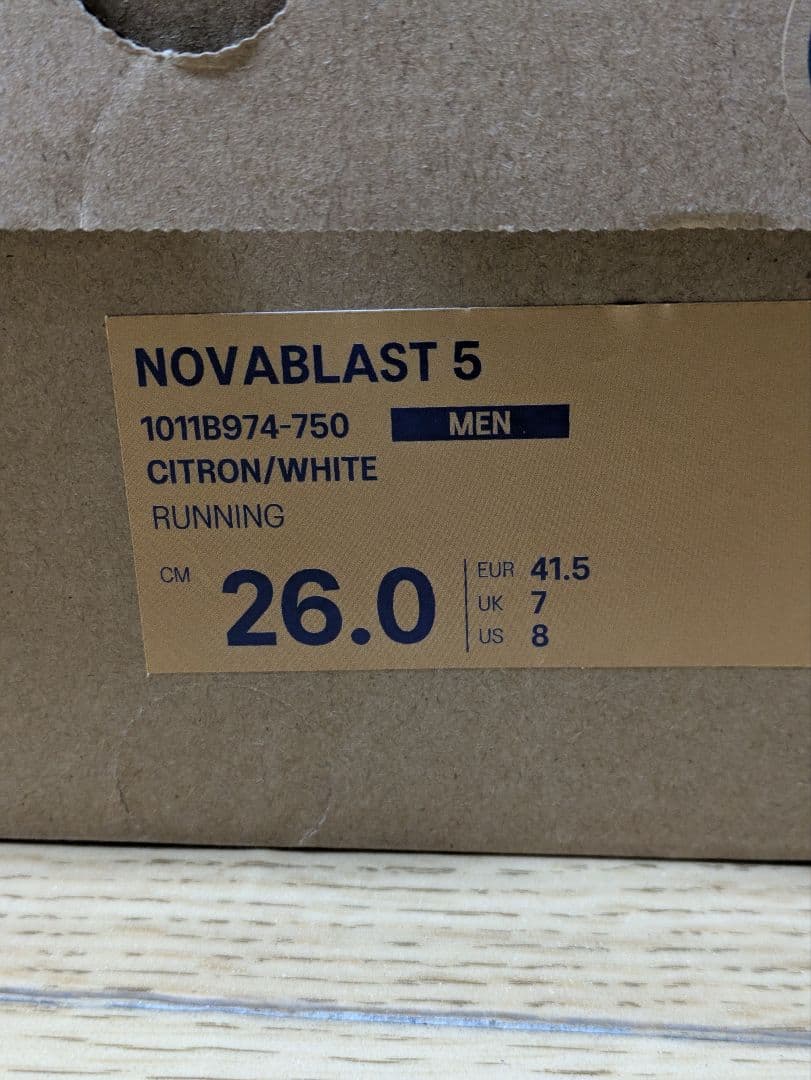 NOVABLAST 5
1011B974-750 MEN
CITRON/WHITE
RUNNING
CM 26.0
EUR 41.5
UK 7
US 8